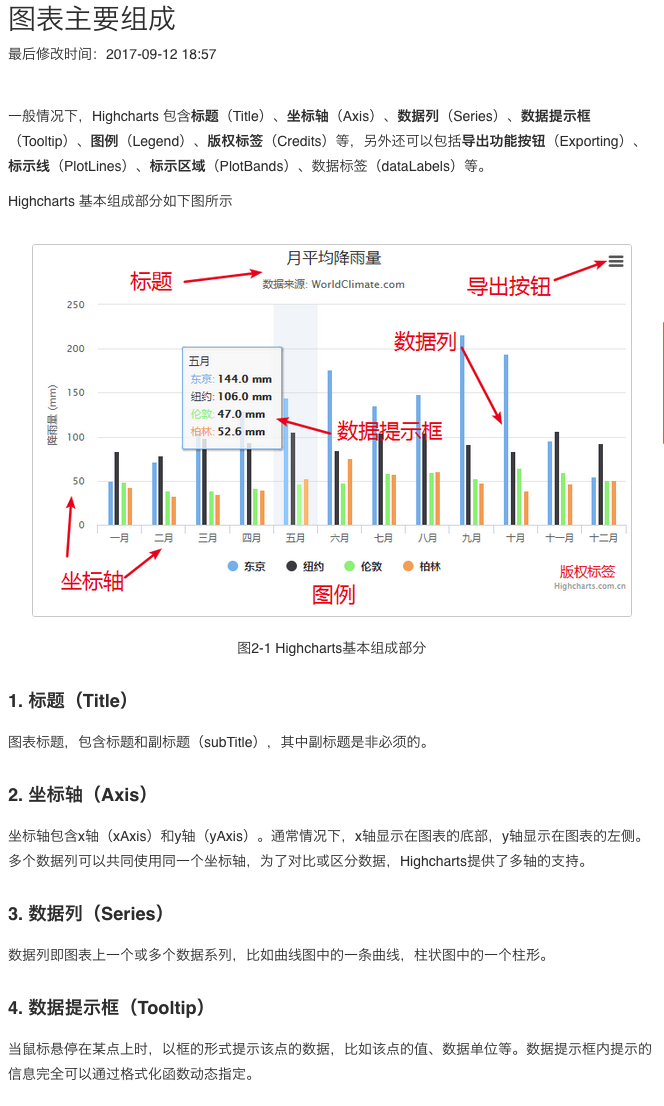 图表主要组成
最后修改时间：2017-09-12 18:57
一般情况下，Highcharts 包含标题（Title）、坐标轴（Axis）、数据列（Series）、数据提示框
（Tooltip）、图例（Legend）、版权标签（Credits）等，另外还可以包括导出功能按钮（Exporting）、
标示线（PlotLines）、标示区域（PlotBands）、数据标签（dataLabels）等。
Highcharts 基本组成部分如下图所示
月平均降雨量
标题
数据来源: WorldClimate.com
导出按钮
250
200
150
100
50
0
降雨量 (mm)
数据列
五月
东京: 144.0 mm
纽约: 106.0 mm
伦敦: 47.0 mm
柏林: 52.6 mm
数据提示框
一月 二月 三月 四月 五月 六月 七月 八月 九月 十月 十一月 十二月
坐标轴
东京 纽约 伦敦 柏林
图例
版权标签
Highcharts.com.cn
图2-1 Highcharts基本组成部分
1. 标题（Title）
图表标题，包含标题和副标题（subTitle），其中副标题是非必须的。
2. 坐标轴（Axis）
坐标轴包含x轴（xAxis）和y轴（yAxis）。通常情况下，x轴显示在图表的底部，y轴显示在图表的左侧。
多个数据列可以共同使用同一个坐标轴，为了对比或区分数据，Highcharts提供了多轴的支持。
3. 数据列（Series）
数据列即图表上一个或多个数据系列，比如曲线图中的一条曲线，柱状图中的一个柱形。
4. 数据提示框（Tooltip）
当鼠标悬停在某点上时，以框的形式提示该点的数据，比如该点的值、数据单位等。数据提示框内提示的
信息完全可以通过格式化函数动态指定。